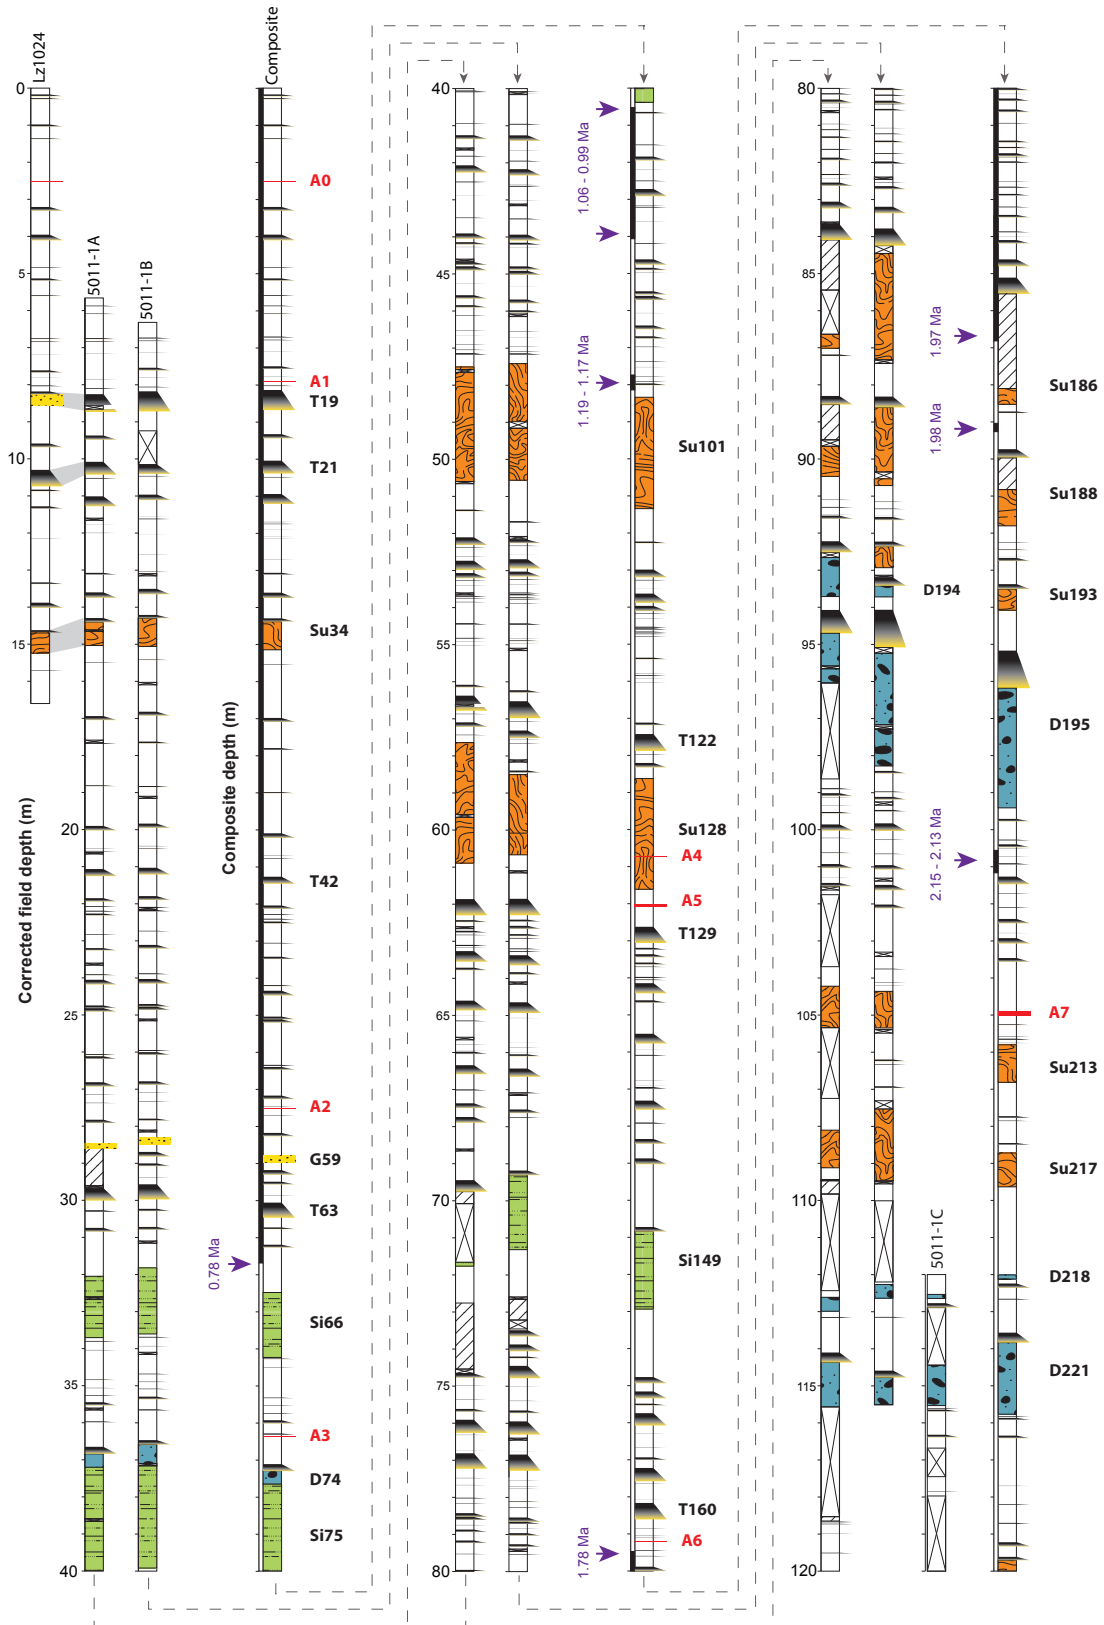 Lz1024
5011-1A
5011-1B
Composite
Corrected field depth (m)
0
5
10
15
20
25
30
35
40
Composite depth (m)
A0
A1
T19
T21
Su34
T42
A2
G59
T63
0.78 Ma
Si66
A3
D74
Si75
40
45
50
55
60
65
70
75
80
1.06 - 0.99 Ma
1.19 - 1.17 Ma
Su101
T122
Su128
A4
A5
T129
Si149
T160
A6
1.78 Ma
80
85
90
95
100
105
110
115
120
5011-1C
1.97 Ma
Su186
1.98 Ma
Su188
D194
Su193
D195
2.15 - 2.13 Ma
A7
Su213
Su217
D218
D221